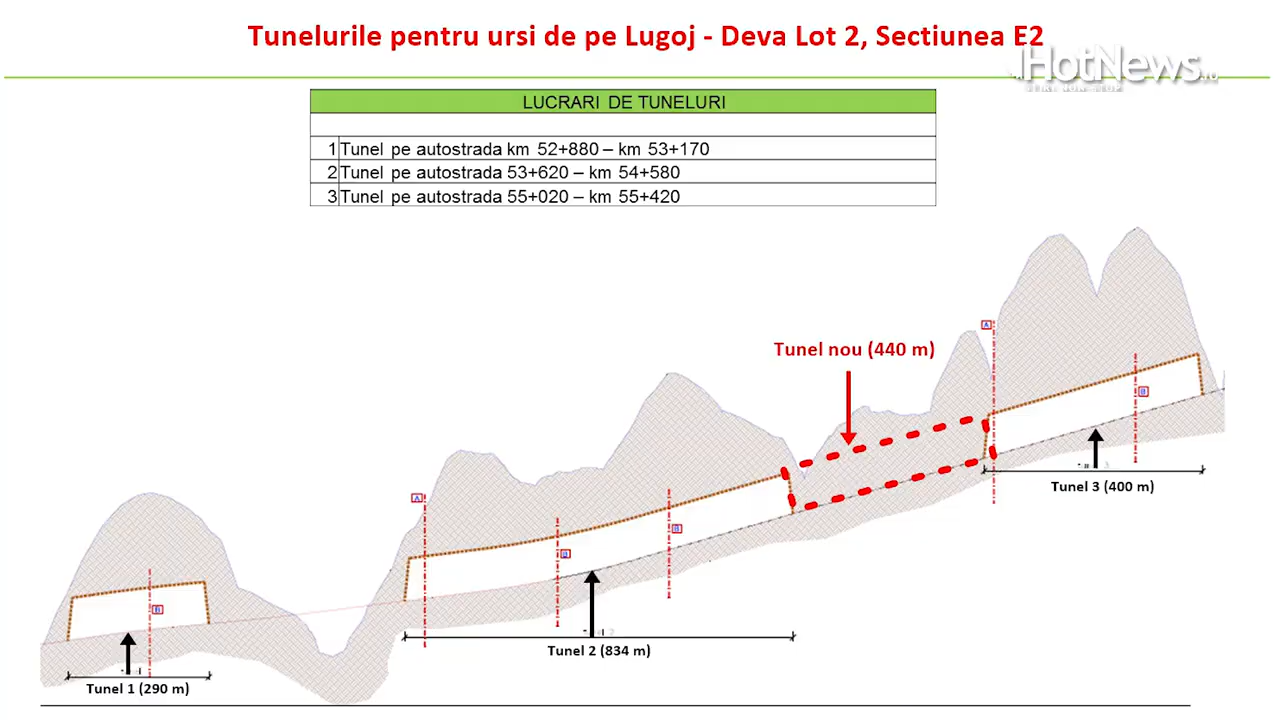 Tunelurile pentru ursi de pe Lugoj - Deva Lot 2, Sectiunea E2
HotNews.ro
LUCRARI DE TUNELURI
1 Tunel pe autostrada km 52+880 – km 53+170
2 Tunel pe autostrada 53+620 – km 54+580
3 Tunel pe autostrada 55+020 – km 55+420
Tunel nou (440 m)
A
B
A
B
B
B
Tunel 3 (400 m)
Tunel 2 (834 m)
Tunel 1 (290 m)